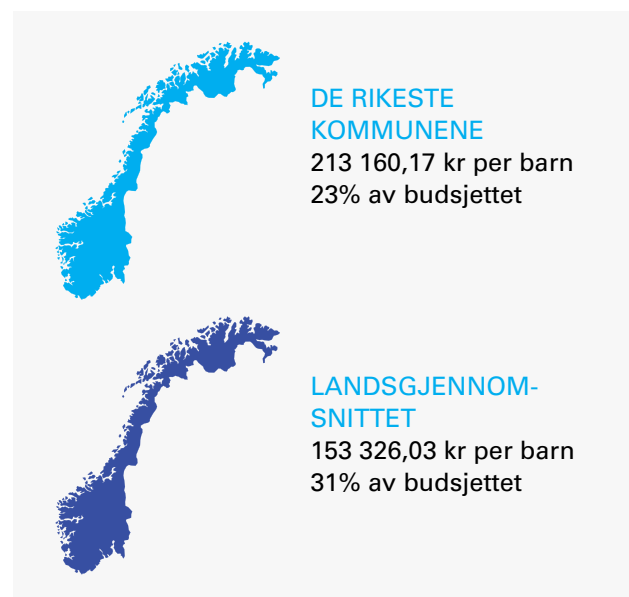 DE RIKESTE
KOMMUNENE
213 160,17 kr per barn
23% av budsjettet
LANDSGJENNOM-
SNITTET
153 326,03 kr per barn
31% av budsjettet